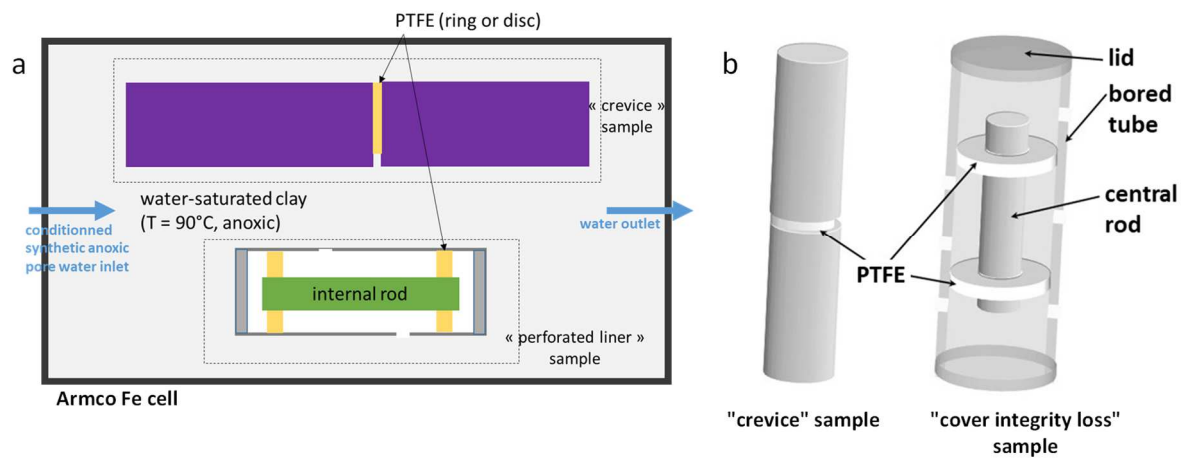 PTFE (ring or disc)
a
« crevice »
sample
water-saturated clay
(T = 90°C, anoxic)
conditionned
synthetic anoxic
pore water inlet
water outlet
internal rod
« perforated liner »
sample
Armco Fe cell
b
lid
bored
tube
central
rod
PTFE
"crevice" sample
"cover integrity loss"
sample